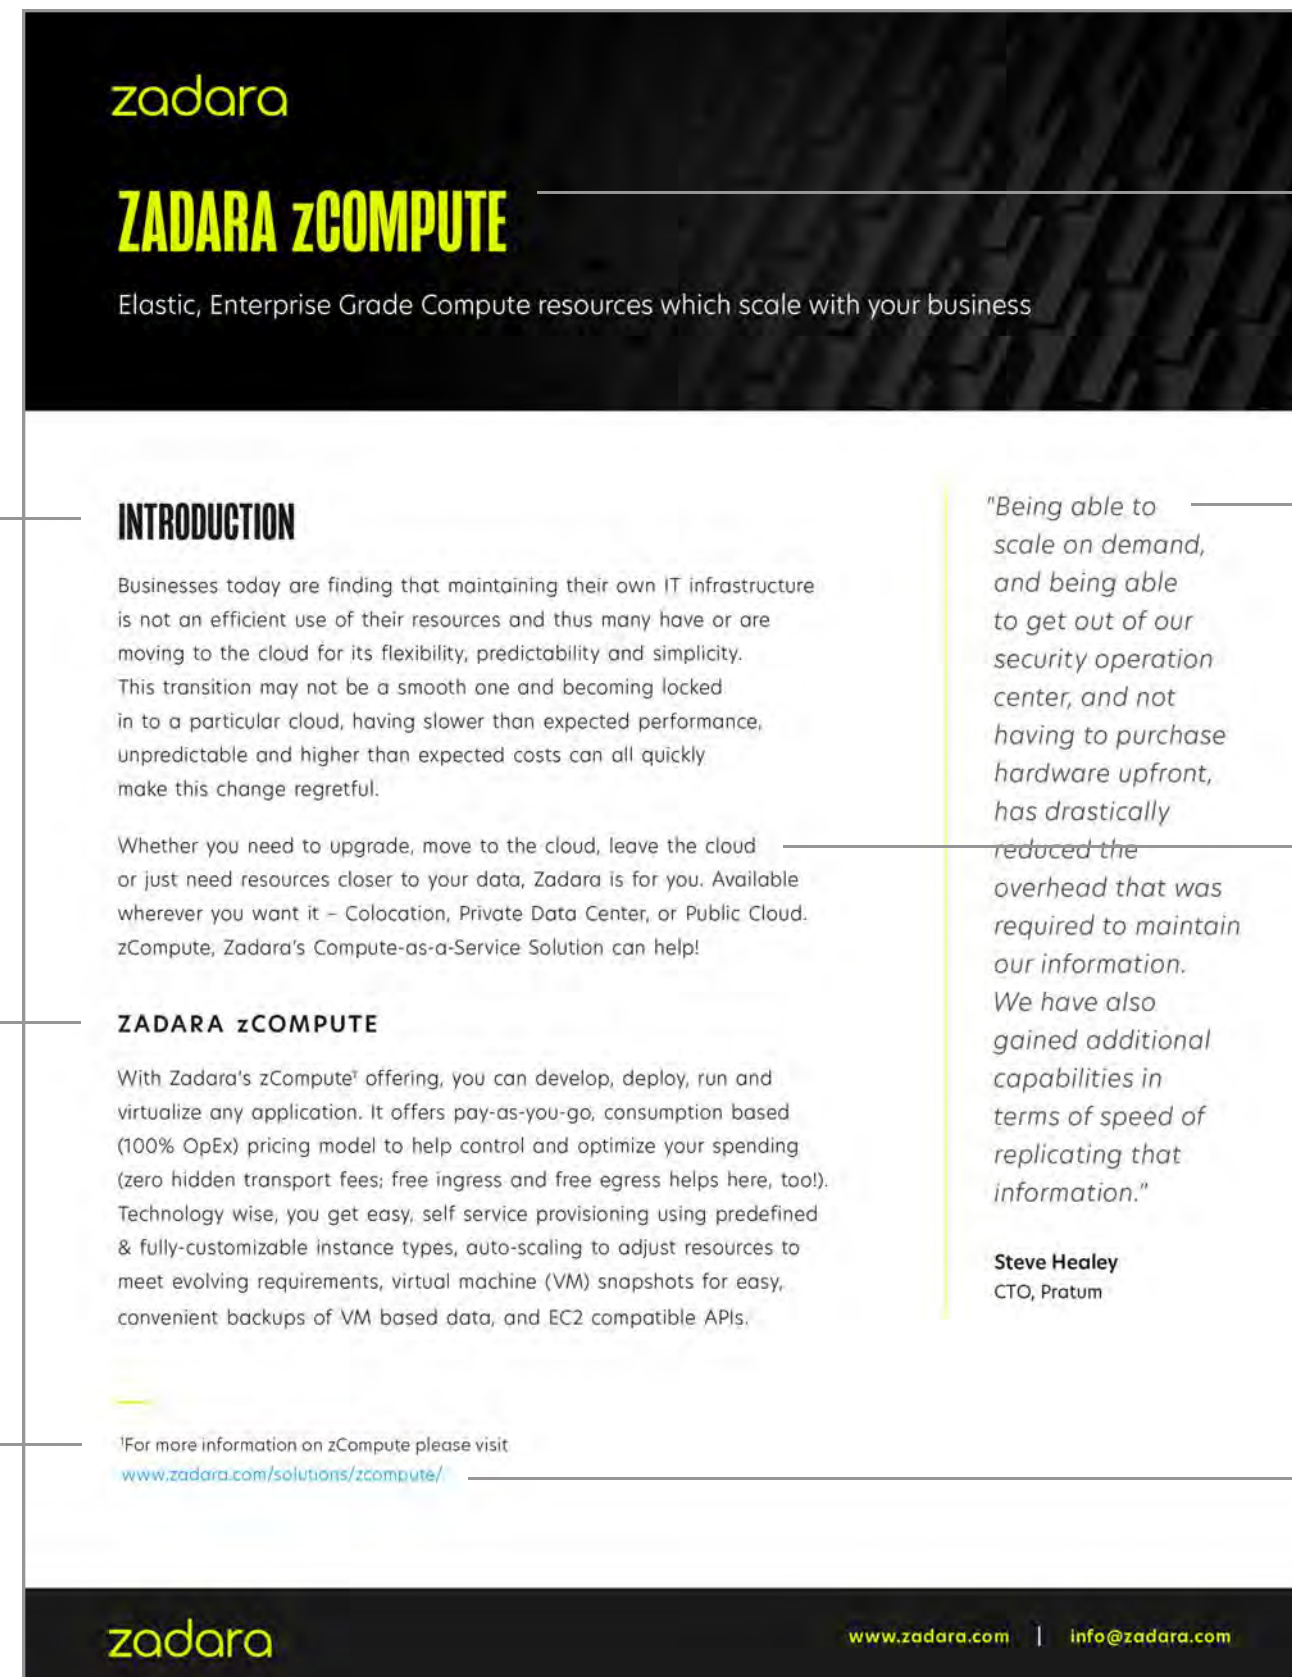 zadara
ZADARA zCOMPUTE
Elastic, Enterprise Grade Compute resources which scale with your business
INTRODUCTION
Businesses today are finding that maintaining their own IT infrastructure
is not an efficient use of their resources and thus many have or are
moving to the cloud for its flexibility, predictability and simplicity.
This transition may not be a smooth one and becoming locked
in to a particular cloud, having slower than expected performance,
unpredictable and higher than expected costs can all quickly
make this change regretful.
Whether you need to upgrade, move to the cloud, leave the cloud
or just need resources closer to your data, Zadara is for you. Available
wherever you want it – Colocation, Private Data Center, or Public Cloud.
zCompute, Zadara's Compute-as-a-Service Solution can help!
ZADARA zCOMPUTE
With Zadara's zCompute¹ offering, you can develop, deploy, run and
virtualize any application. It offers pay-as-you-go, consumption based
(100% OpEx) pricing model to help control and optimize your spending
(zero hidden transport fees; free ingress and free egress helps here, too!).
Technology wise, you get easy, self service provisioning using predefined
& fully-customizable instance types, auto-scaling to adjust resources to
meet evolving requirements, virtual machine (VM) snapshots for easy,
convenient backups of VM based data, and EC2 compatible APIs.
"Being able to
scale on demand,
and being able
to get out of our
security operation
center, and not
having to purchase
hardware upfront,
has drastically
reduced the
overhead that was
required to maintain
our information.
We have also
gained additional
capabilities in
terms of speed of
replicating that
information."
Steve Healey
CTO, Pratum
¹For more information on zCompute please visit
www.zadara.com/solutions/zcompute/
zadara
www.zadara.com | info@zadara.com